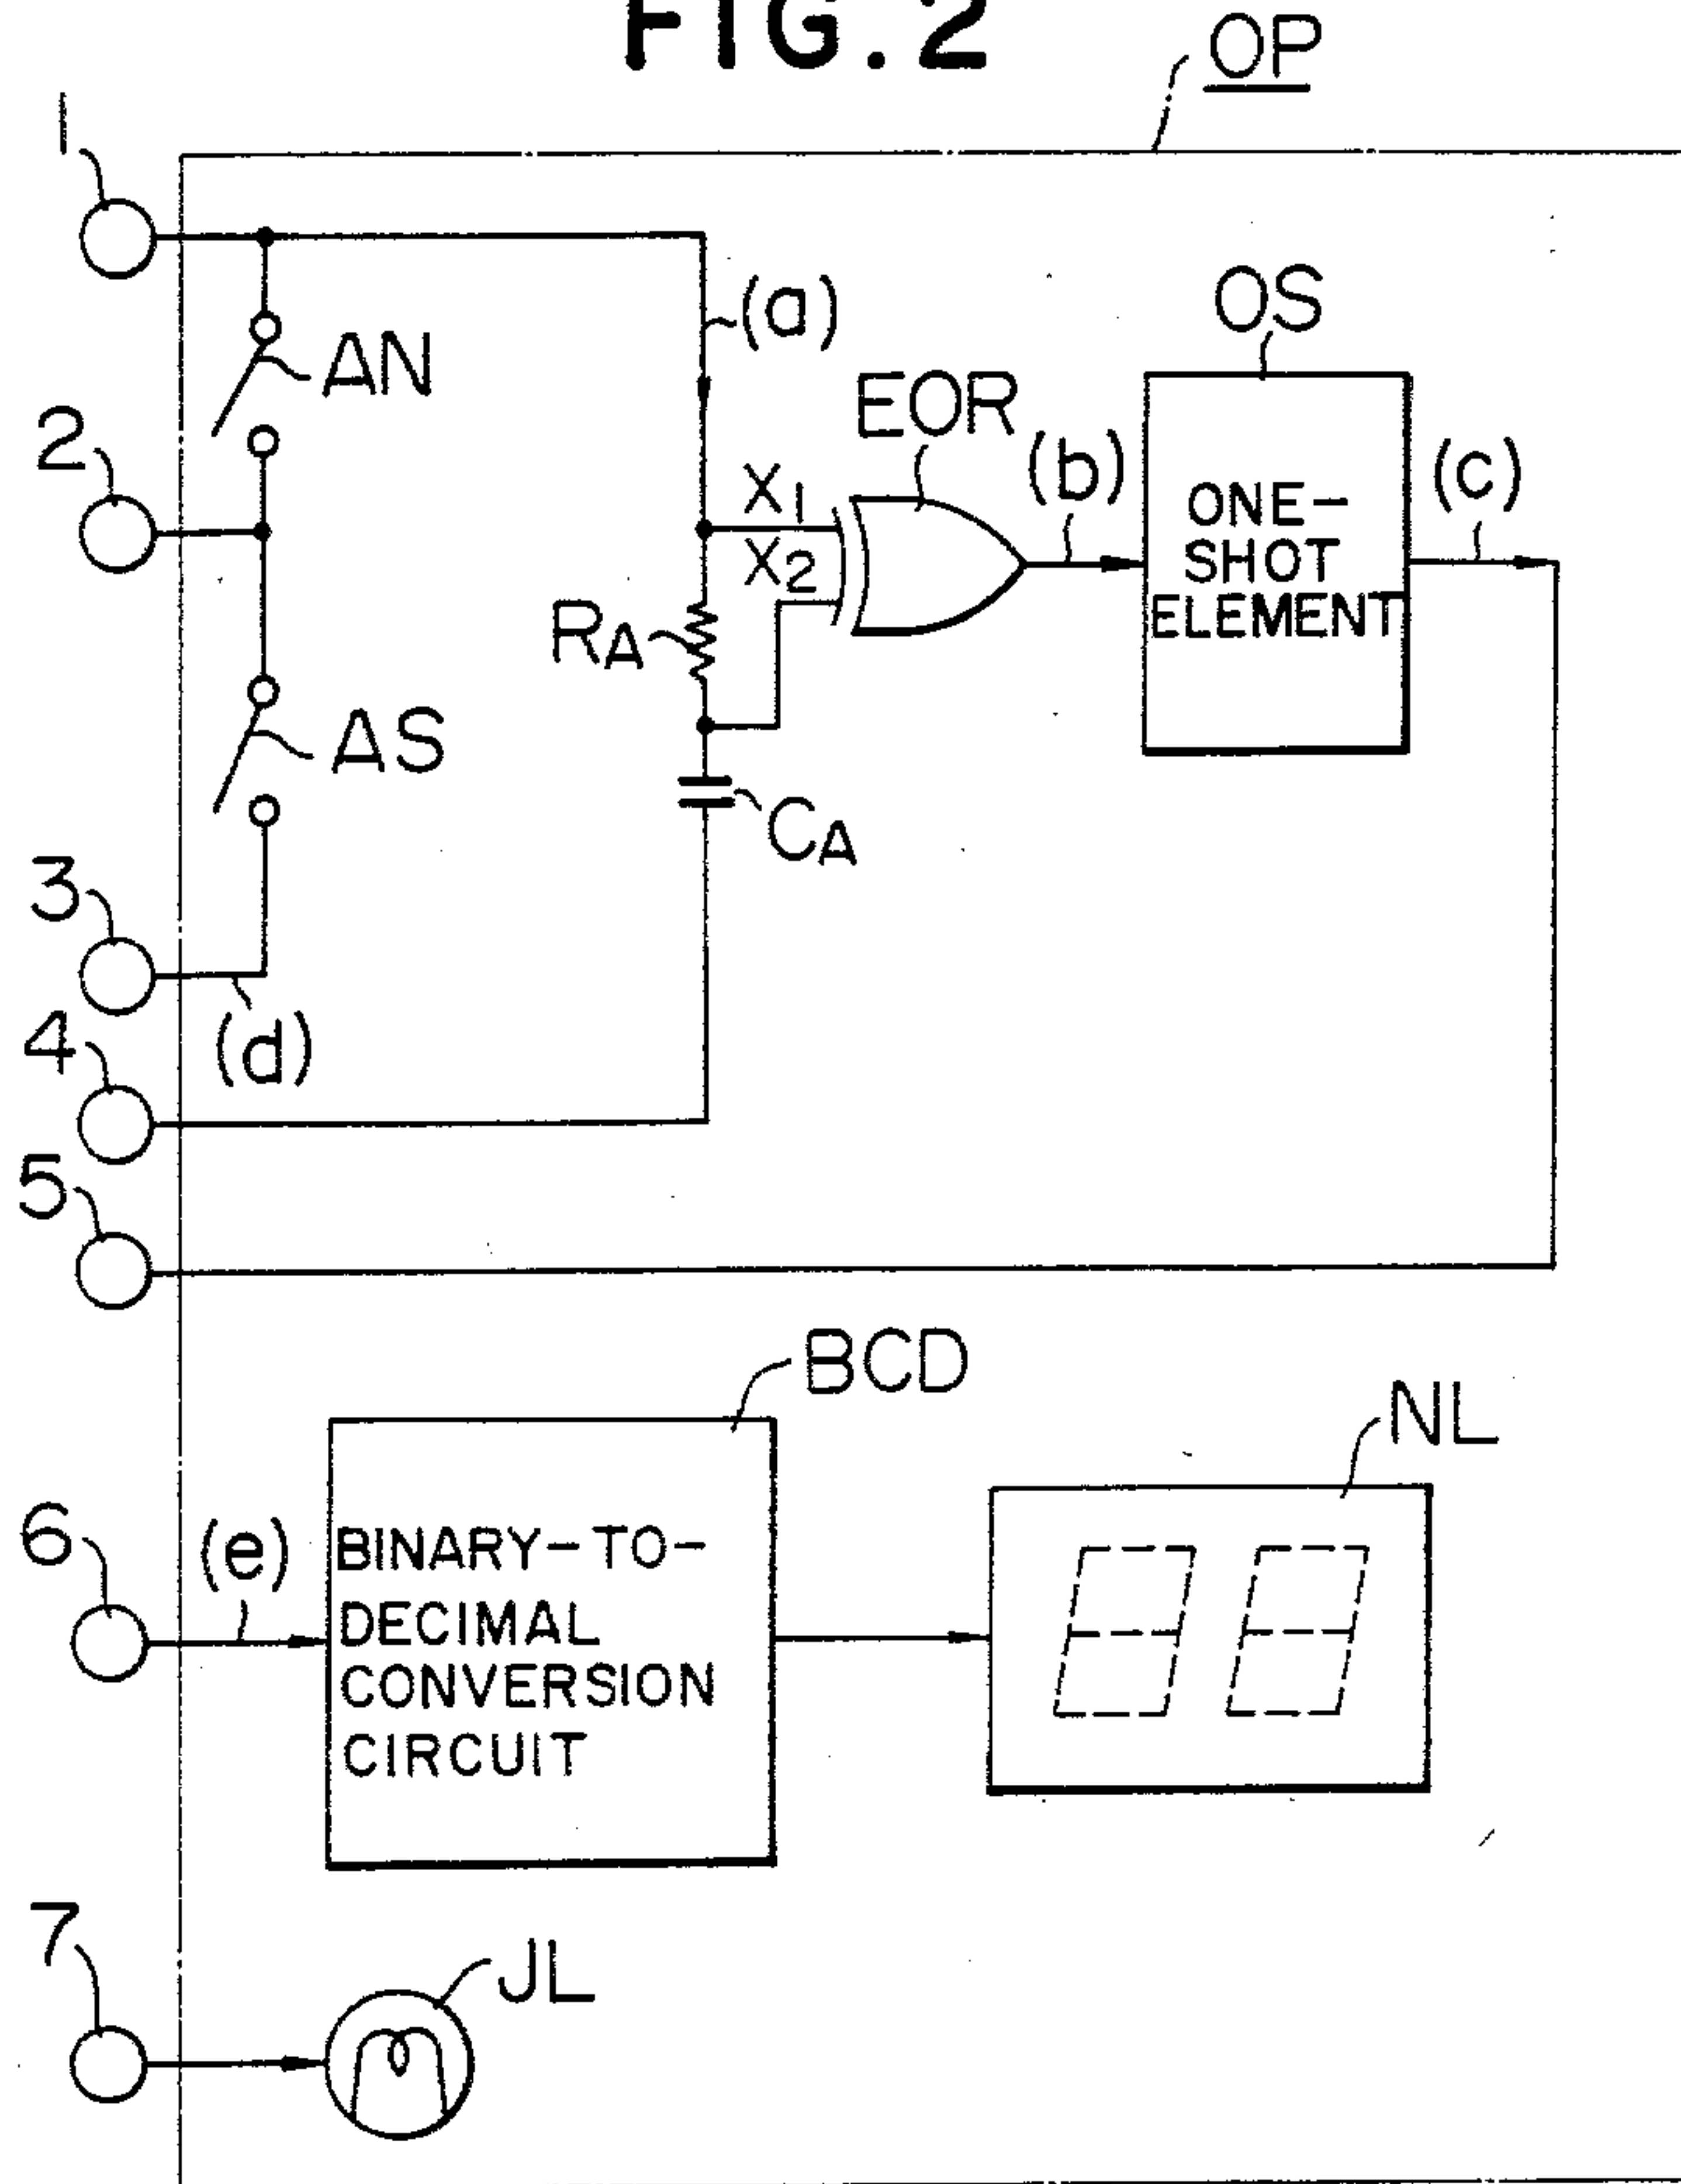 FIG. 2
OP
1
(a)
OS
AN
EOR
2
(b)
(c)
X1
ONE-
SHOT
ELEMENT
X2
RA
AS
CA
3
(d)
4
5
BCD
NL
6
(e)
BINARY-TO-
DECIMAL
CONVERSION
CIRCUIT
7
JL